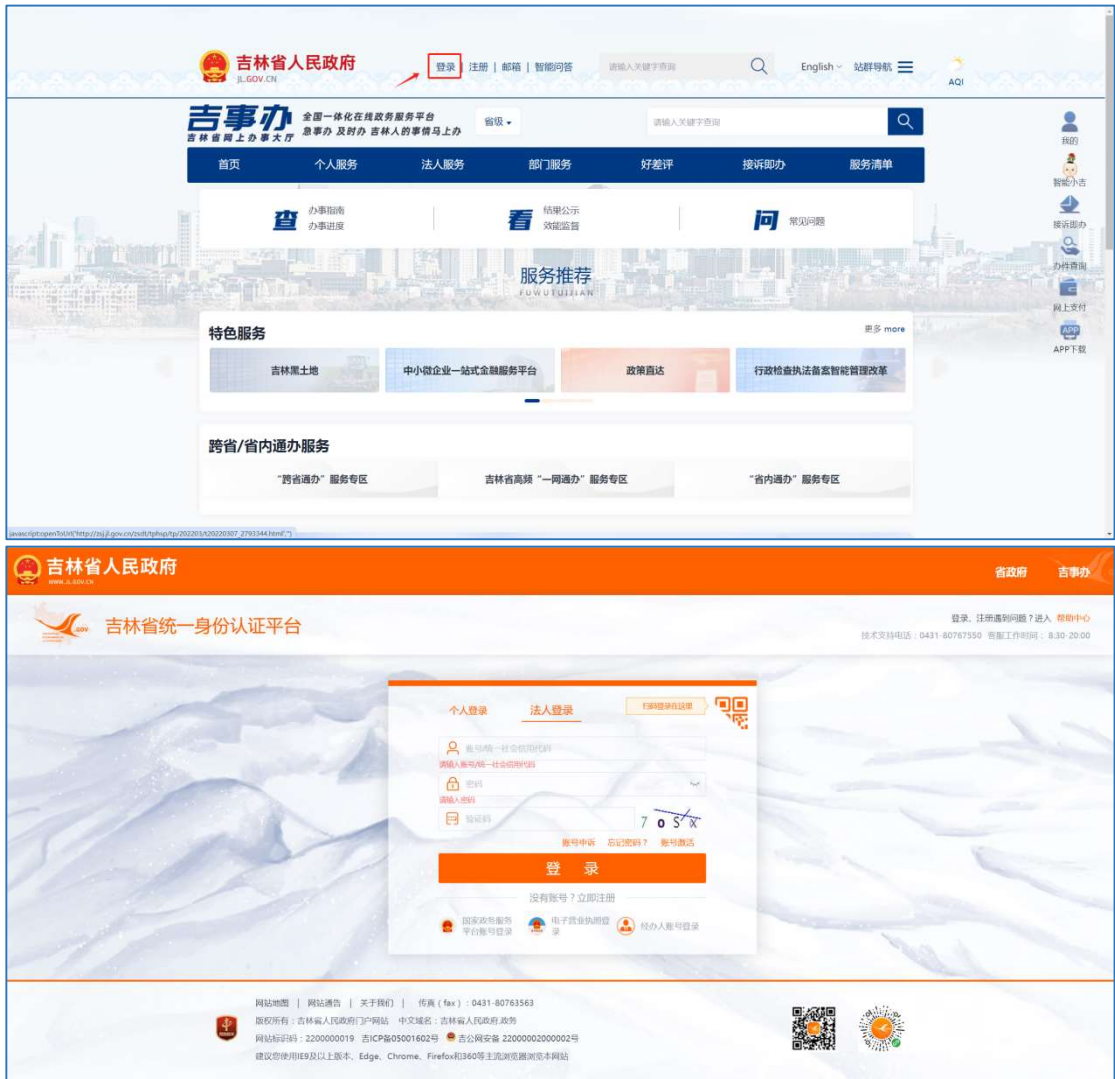 吉林省人民政府
JL.GOV.CN
登录 | 注册 | 邮箱 | 智能问答
请输入关键字查询
English
站群导航
AQI
吉事办
吉林省网上办事大厅
全国一体化在线政务服务平台
急事办 及时办 吉林人的事情马上办
省级
请输入关键字查询
首页 个人服务 法人服务 部门服务 好差评 接诉即办 服务清单
查
办事指南
办事进度
看
结果公示
效能监督
问
常见问题
我的
智能小吉
接诉即办
办件查询
网上支付
APP
APP下载
服务推荐
FUWUTUIJIAN
特色服务
更多 more
吉林黑土地
中小微企业一站式金融服务平台
政策直达
行政检查执法备案智能管理改革
跨省/省内通办服务
“跨省通办”服务专区
吉林省高频“一网通办”服务专区
“省内通办”服务专区
javascript:openToUrl("http://zsj.jl.gov.cn/zsdt/tphsp/tp/202203/t20220307_2793344.html","")
吉林省人民政府
WWW.JL.GOV.CN
省政府 吉事办
GOV
吉林省统一身份认证平台
登录、注册遇到问题？进入 帮助中心
技术支持电话：0431-80767550 客服工作时间：8:30-20:00
个人登录 法人登录
扫码登录在这里
账号/统一社会信用代码
请输入账号/统一社会信用代码
密码
请输入密码
验证码
7 o S x
账号申诉 忘记密码？ 账号激活
登 录
没有账号？立即注册
国家政务服务平台账号登录
电子营业执照登录
经办人账号登录
网站地图 | 网站通告 | 关于我们 | 传真（fax）：0431-80763563
版权所有：吉林省人民政府门户网站 中文域名：吉林省人民政府.政务
网站标识码：2200000019 吉ICP备05001602号 吉公网安备 22000002000002号
建议您使用IE9及以上版本、Edge、Chrome、Firefox和360等主流浏览器浏览本网站